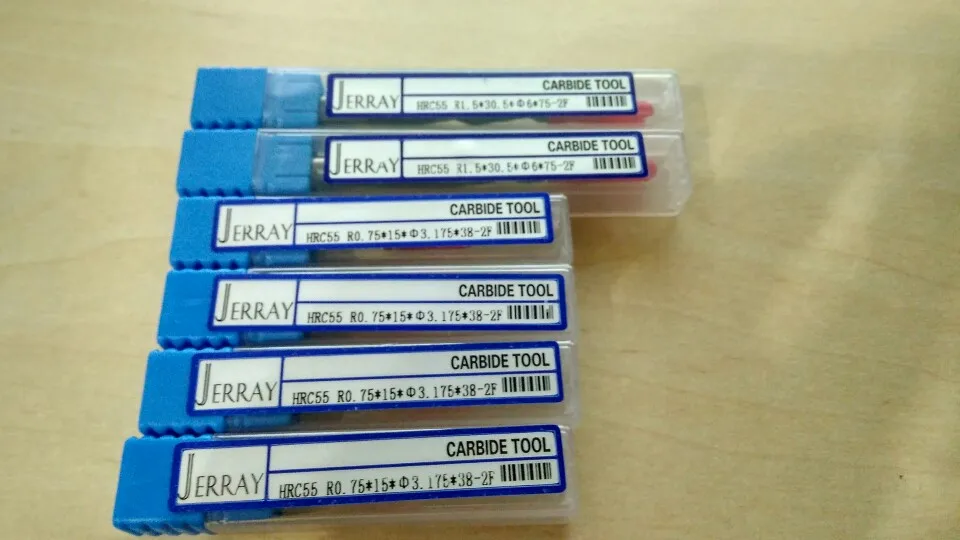 CARBIDE TOOL
JERRAY
HRC55 R1.5*30.5*Φ6*75-2F
CARBIDE TOOL
JERRAY
HRC55 R1.5*30.5*Φ6*75-2F
CARBIDE TOOL
JERRAY
HRC55 R0.75*15*Φ3.175*38-2F
CARBIDE TOOL
JERRAY
HRC55 R0.75*15*Φ3.175*38-2F
CARBIDE TOOL
JERRAY
HRC55 R0.75*15*Φ3.175*38-2F
CARBIDE TOOL
JERRAY
HRC55 R0.75*15*Φ3.175*38-2F